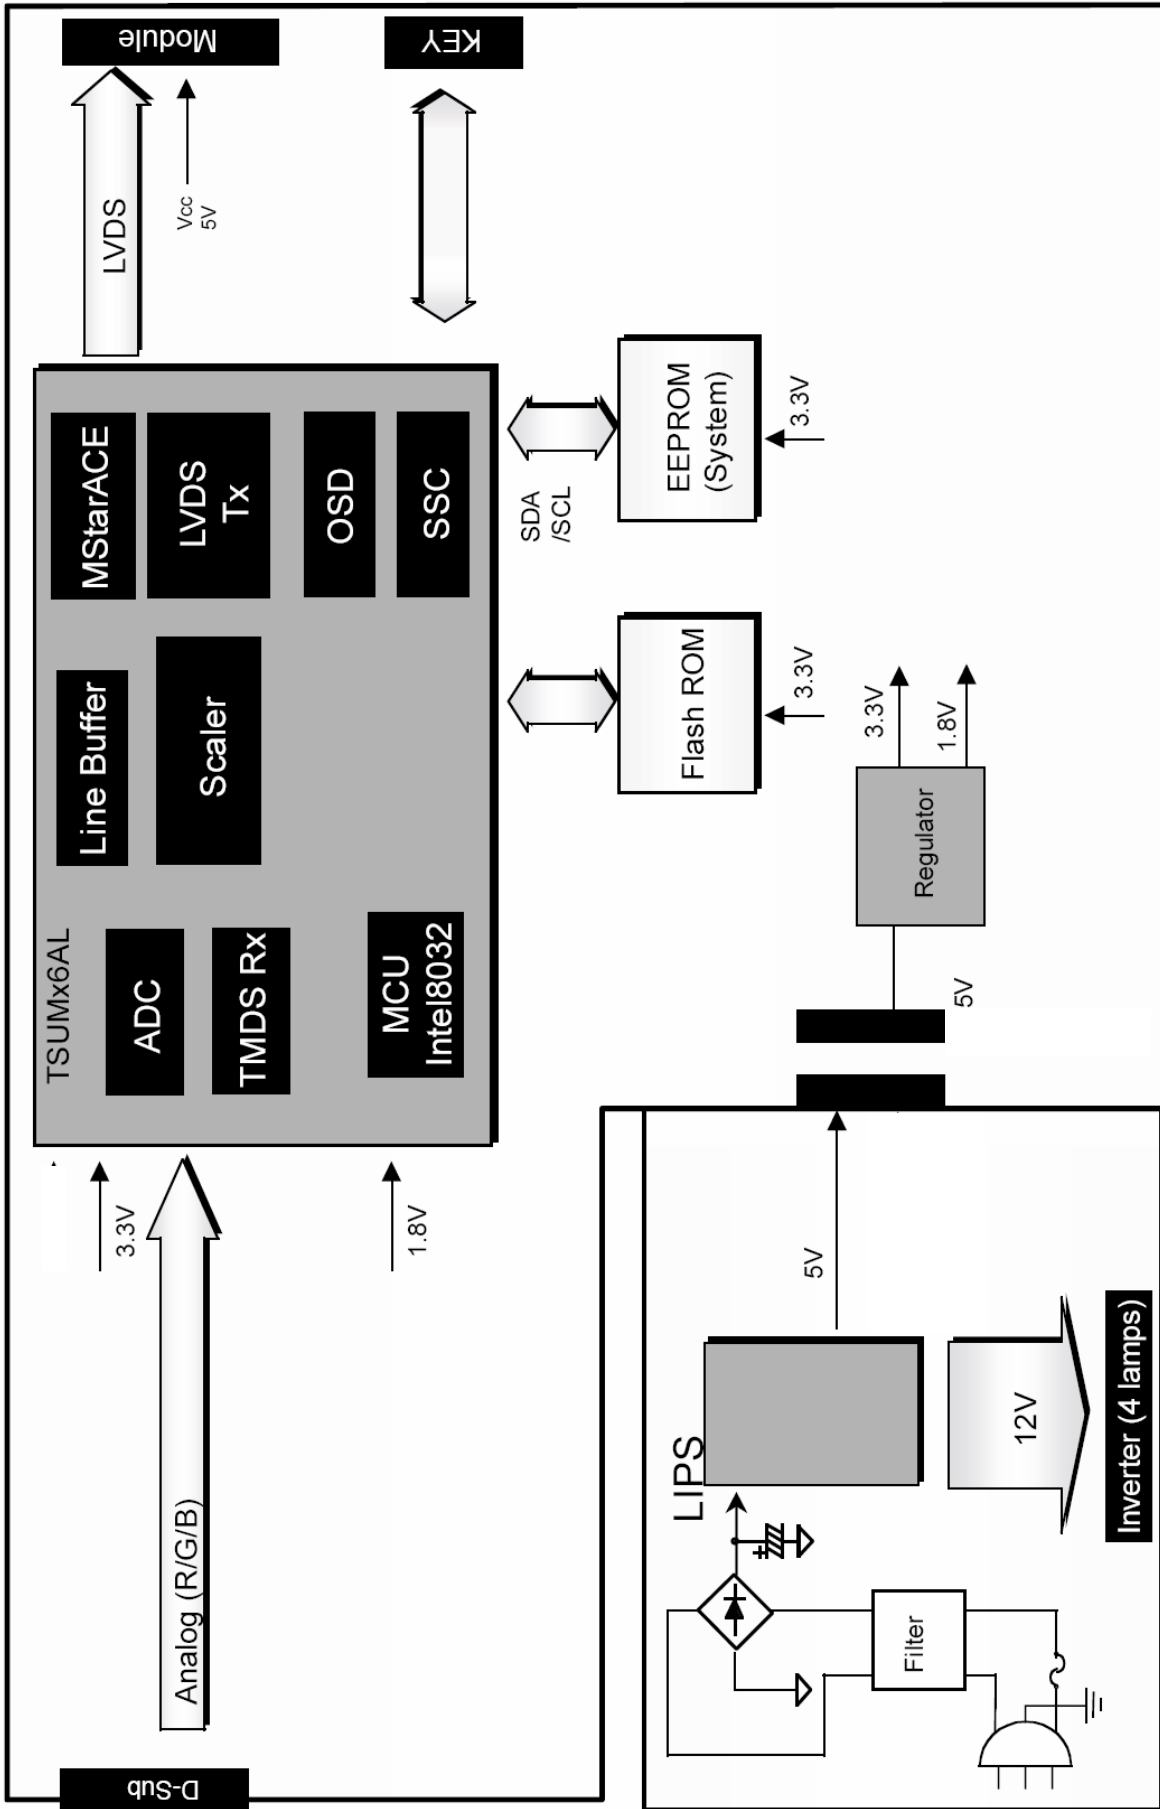 D-Sub
Analog (R/G/B)
3.3V
1.8V
TSUMx6AL
ADC
TMDS Rx
MCU
Intel8032
Line Buffer
Scaler
MStarACE
LVDS
Tx
OSD
SSC
LVDS
Vcc
5V
Module
KEY
SDA
/SCL
Flash ROM
3.3V
EEPROM
(System)
3.3V
LIPS
+
Filter
5V
12V
Inverter (4 lamps)
5V
Regulator
3.3V
1.8V